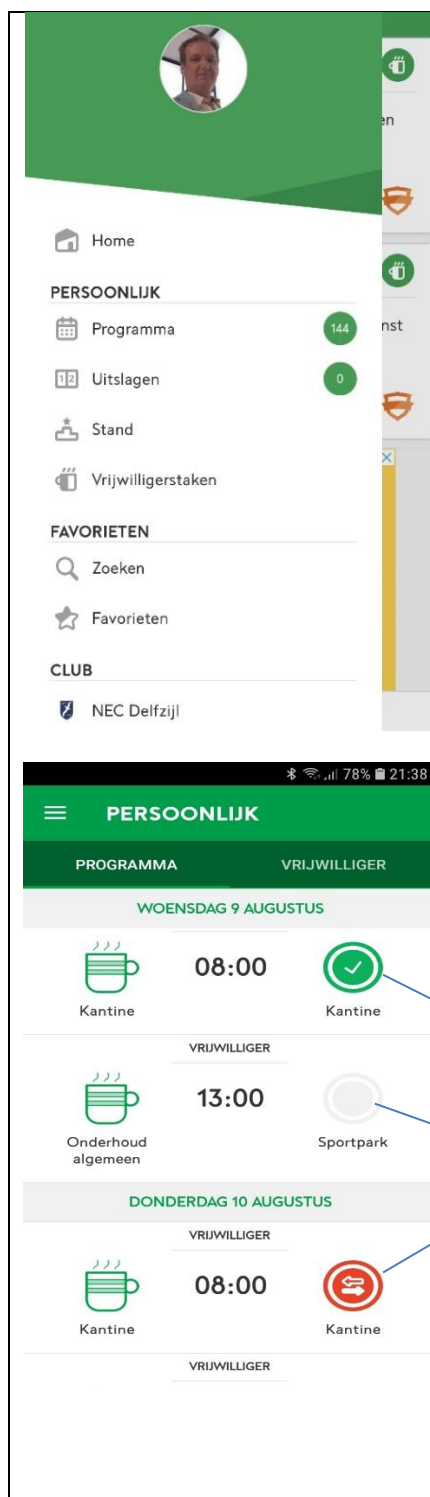 en
Home
PERSOONLIJK
Programma 144
nst
12 Uitslagen 0
Stand
Vrijwilligerstaken
FAVORIETEN
Zoeken
Favorieten
CLUB
NEC Delfzijl
78% 21:38
PERSOONLIJK
PROGRAMMA VRIJWILLIGER
WOENSDAG 9 AUGUSTUS
08:00
Kantine Kantine
VRIJWILLIGER
13:00
Onderhoud Sportpark
algemeen
DONDERDAG 10 AUGUSTUS
VRIJWILLIGER
08:00
Kantine Kantine
VRIJWILLIGER